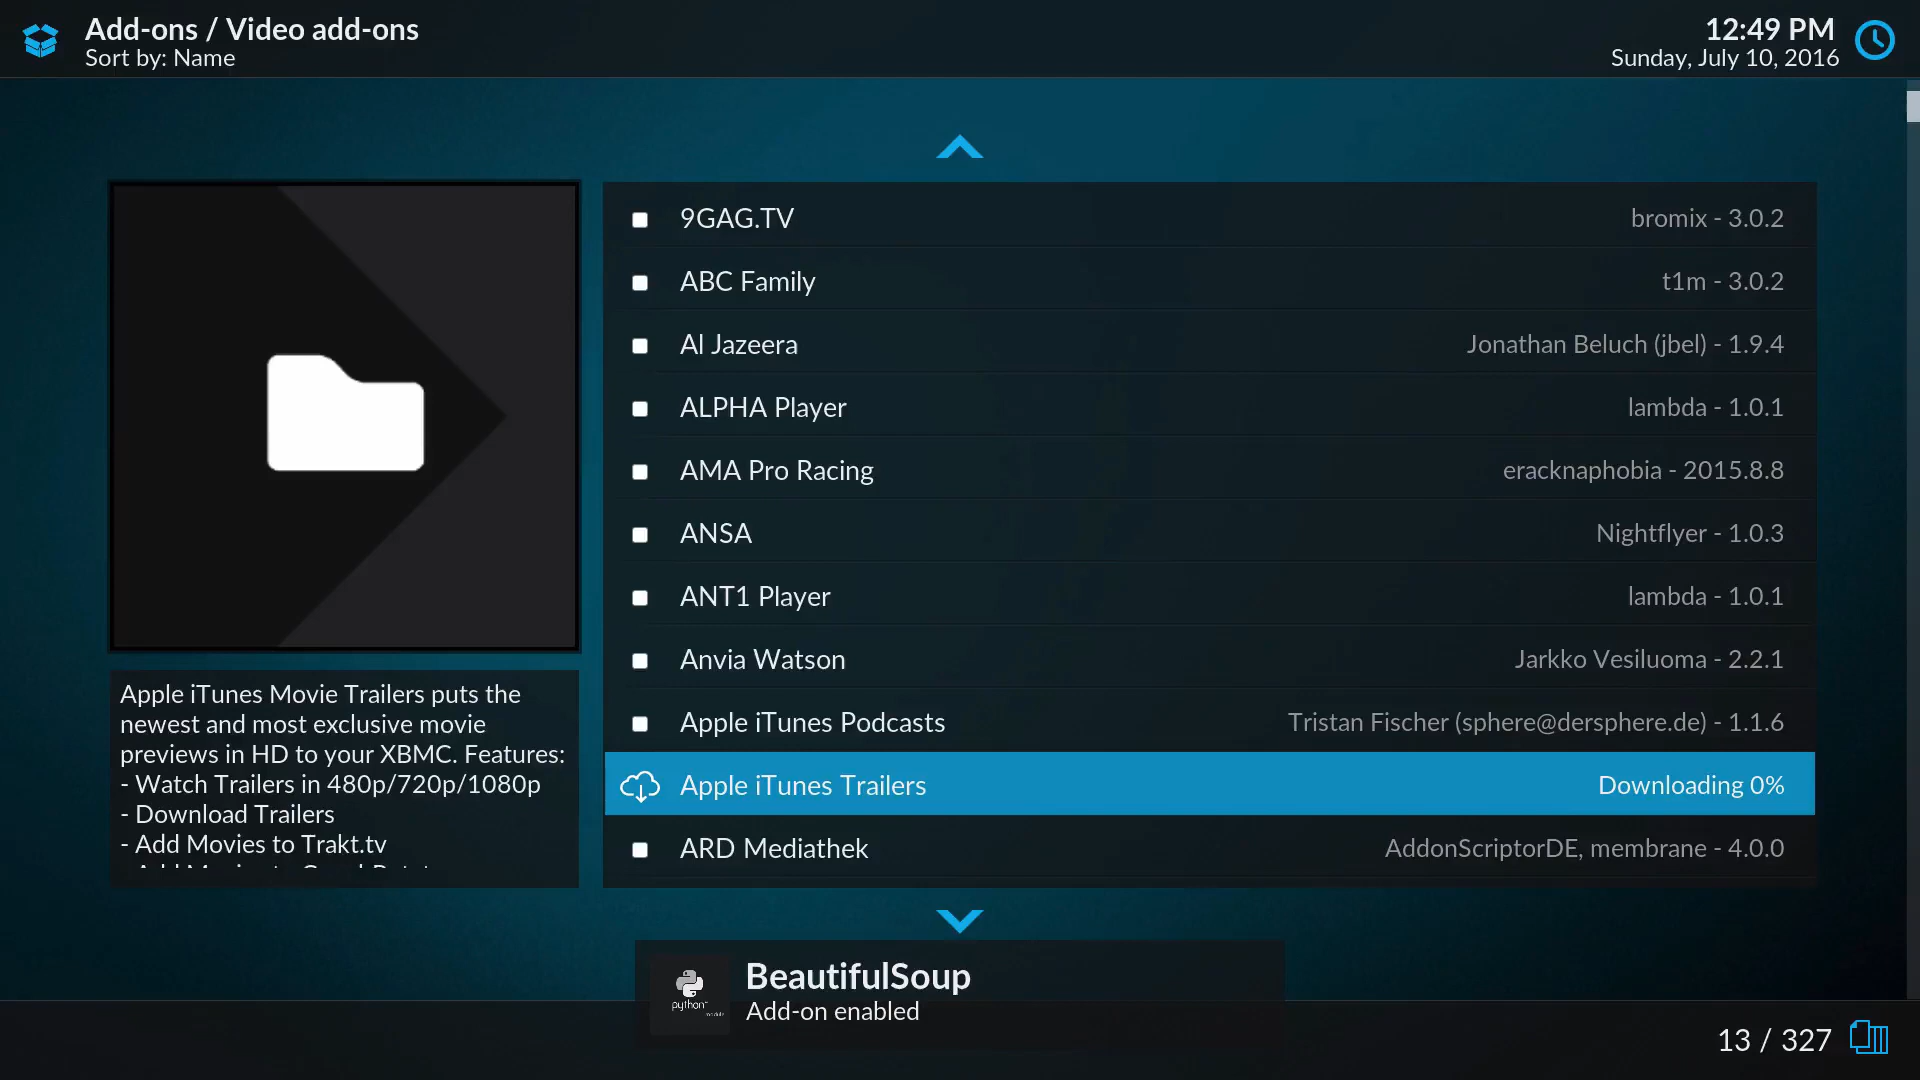 Add-ons / Video add-ons
Sort by: Name
12:49 PM
Sunday, July 10, 2016
9GAG.TV bromix - 3.0.2
ABC Family t1m - 3.0.2
Al Jazeera Jonathan Beluch (jbel) - 1.9.4
ALPHA Player lambda - 1.0.1
AMA Pro Racing eracknaphobia - 2015.8.8
ANSA Nightflyer - 1.0.3
ANT1 Player lambda - 1.0.1
Anvia Watson Jarkko Vesiluoma - 2.2.1
Apple iTunes Podcasts Tristan Fischer (sphere@dersphere.de) - 1.1.6
Apple iTunes Trailers Downloading 0%
ARD Mediathek AddonScriptorDE, membrane - 4.0.0
Apple iTunes Movie Trailers puts the
newest and most exclusive movie
previews in HD to your XBMC. Features:
- Watch Trailers in 480p/720p/1080p
- Download Trailers
- Add Movies to Trakt.tv
python
module
BeautifulSoup
Add-on enabled
13 / 327